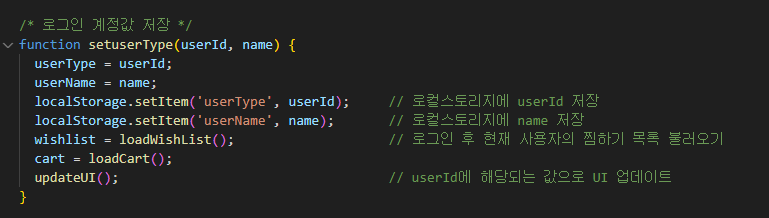 /* 로그인 계정값 저장 */
function setuserType(userId, name) {
userType = userId;
userName = name;
localStorage.setItem('userType', userId); // 로컬스토리지에 userId 저장
localStorage.setItem('userName', name); // 로컬스토리지에 name 저장
wishlist = loadWishList(); // 로그인 후 현재 사용자의 찜하기 목록 불러오기
cart = loadCart();
updateUI(); // userId에 해당되는 값으로 UI 업데이트
}